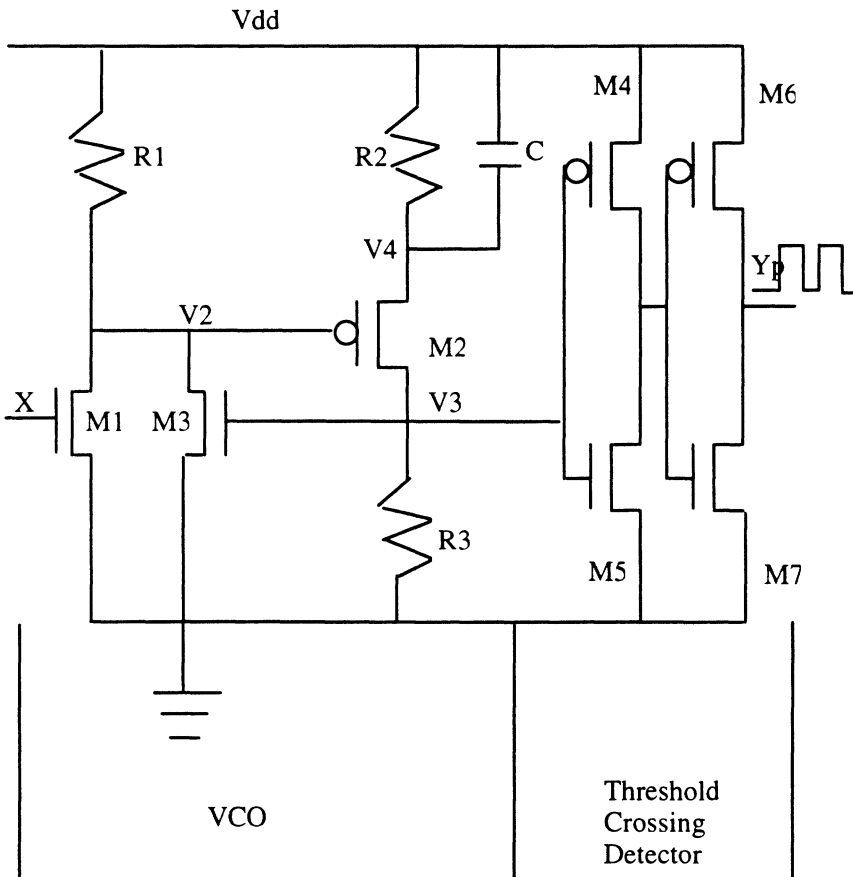 Vdd
M4
M6
R1
R2
C
V4
Yp
V2
M2
X
M1
M3
V3
R3
M5
M7
VCO
Threshold
Crossing
Detector